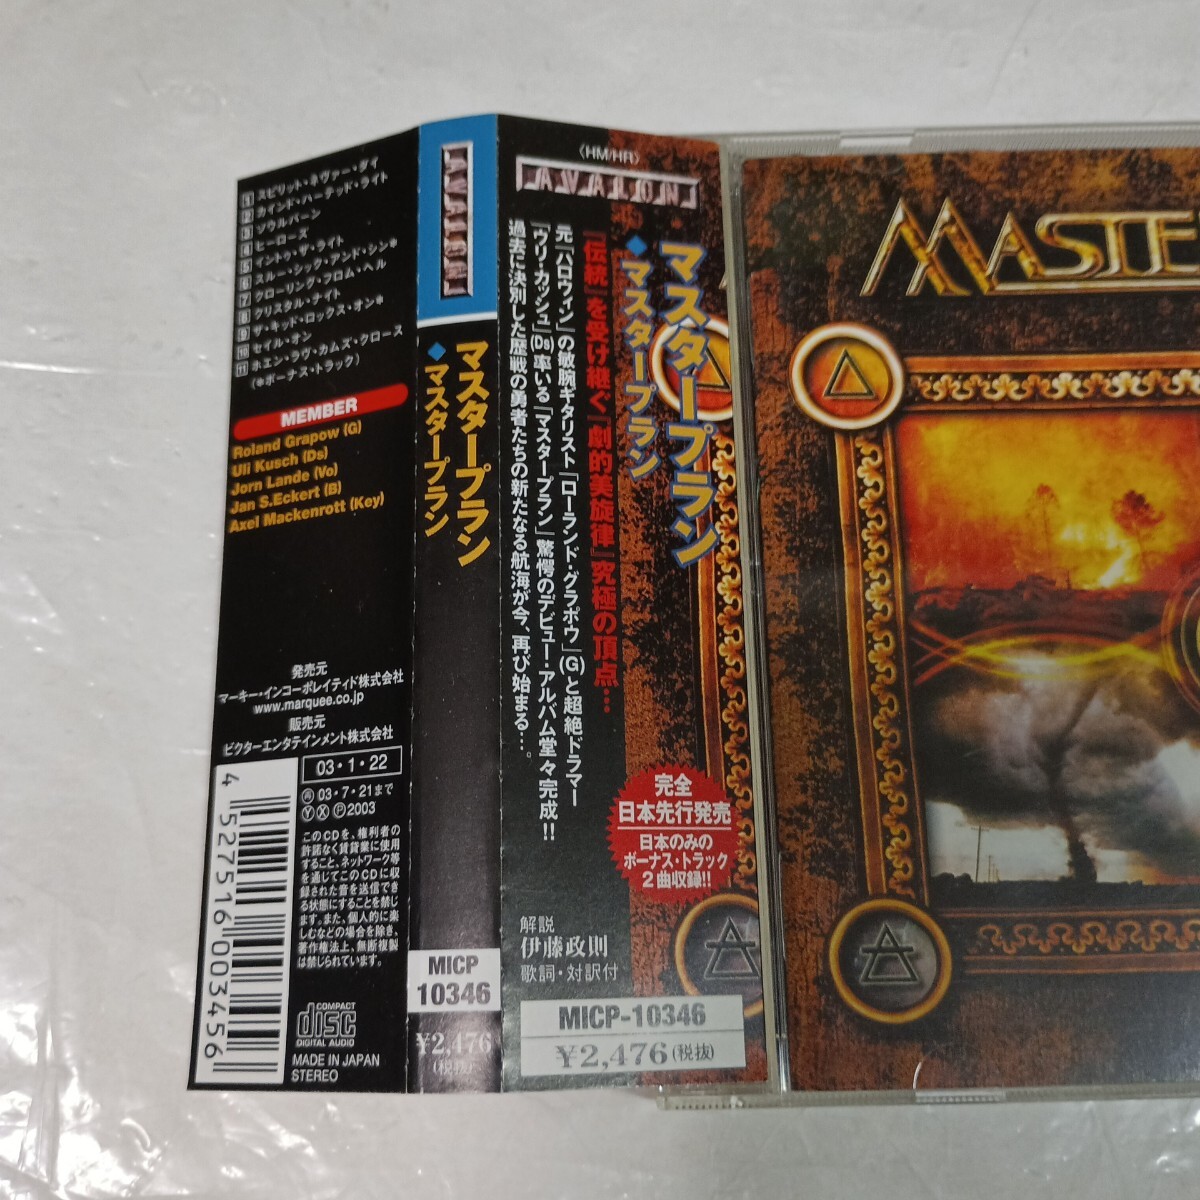 1 スピリット・ネヴァー・ダイ
2 カインド・ハーテッド・ライト
3 ソウルバーン
4 ヒーローズ
5 イントゥ・ザ・ライト
6 スルー・シック・アンド・シン*
7 クローリング・フロム・ヘル
8 クリスタル・ナイト
9 ザ・キッド・ロックス・オン*
10 セイル・オン
11 ホエン・ラヴ・カムズ・クロース
(*ボーナス・トラック)
MEMBER
Roland Grapow (G)
Uli Kusch (Ds)
Jorn Lande (Vo)
Jan S.Eckert (B)
Axel Mackenrott (Key)
発売元
マーキー・インコーポレイティド株式会社
www.marquee.co.jp
販売元
ビクターエンタテインメント株式会社
03・1・22
再 03・7・21まで
Y X P 2003
このCDを、権利者の
許諾なく賃貸業に使用
すること、ネットワーク等
を通じてこのCDに収
録された音を送信でき
る状態にすることを禁じ
ます。また、個人的に楽
しむなどの場合を除き、
著作権法上、無断複製
は禁じられています。
4 527516 003456
COMPACT
disc
DIGITAL AUDIO
MADE IN JAPAN
STEREO
AVALON
マスタープラン
◆マスタープラン
MICP
10346
¥2,476
(税抜)
〈HM/HR〉
AVALON
マスタープラン
◆マスタープラン
「伝統」を受け継ぐ「劇的美旋律」究極の頂点…
元「ハロウィン」の敏腕ギタリスト「ローランド・グラポウ」(G)と超絶ドラマー
「ウリ・カッシュ」(Ds)率いる「マスタープラン」驚愕のデビュー・アルバム堂々完成!!
過去に決別した歴戦の勇者たちの新たなる航海が今、再び始まる…。
完全
日本先行発売
日本のみの
ボーナス・トラック
2曲収録!!
解説
伊藤政則
歌詞・対訳付
MICP-10346
¥2,476(税抜)
MASTE